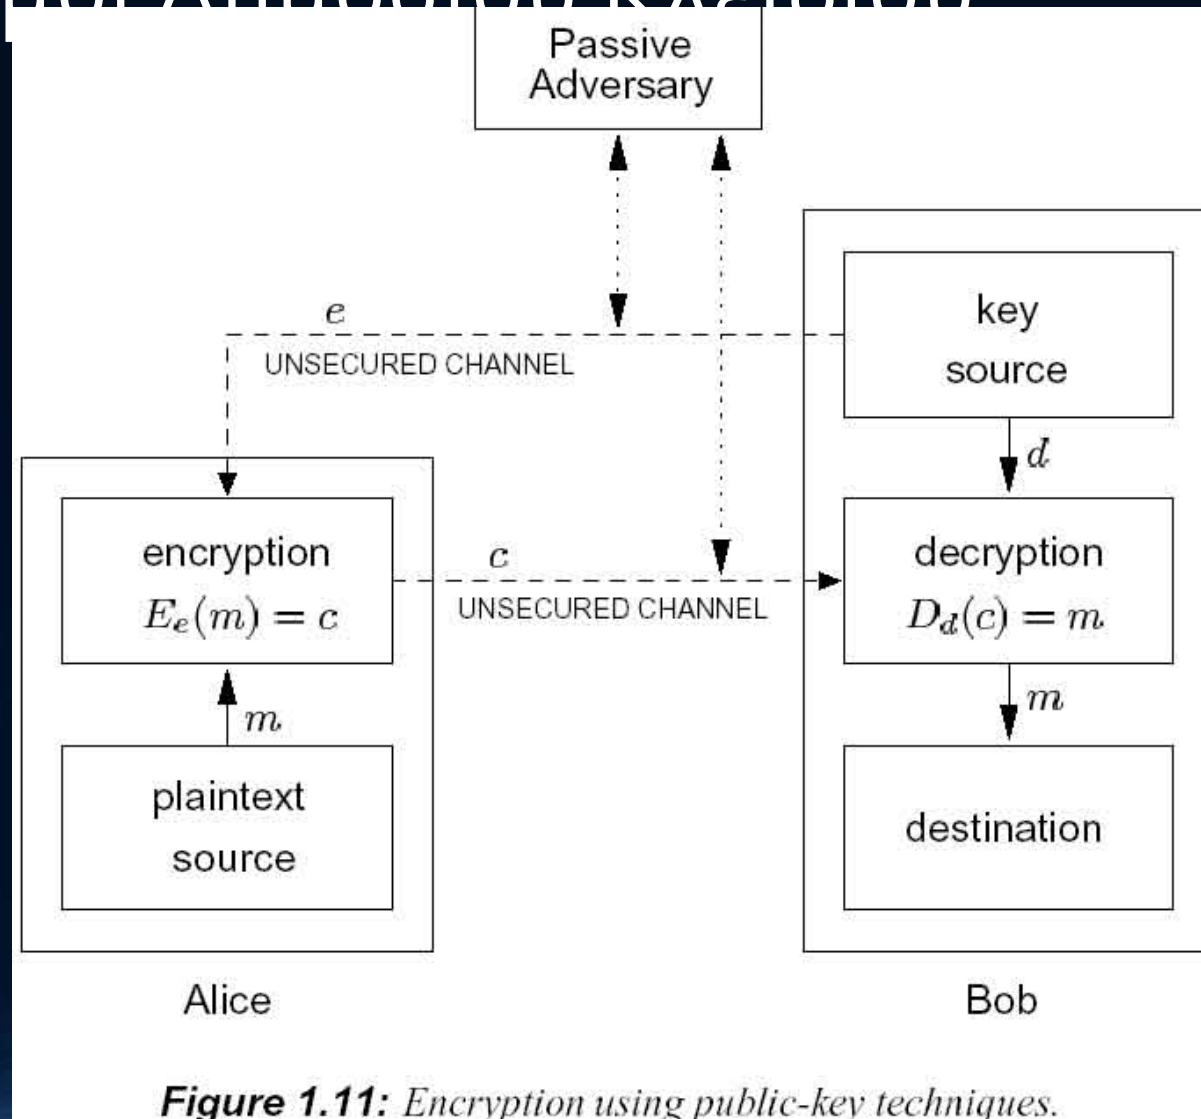 Passive
Adversary
key
source
e
UNSECURED CHANNEL
d
encryption
E_e(m) = c
c
UNSECURED CHANNEL
decryption
D_d(c) = m
m
m
plaintext
source
destination
Alice
Bob
Figure 1.11: Encryption using public-key techniques.